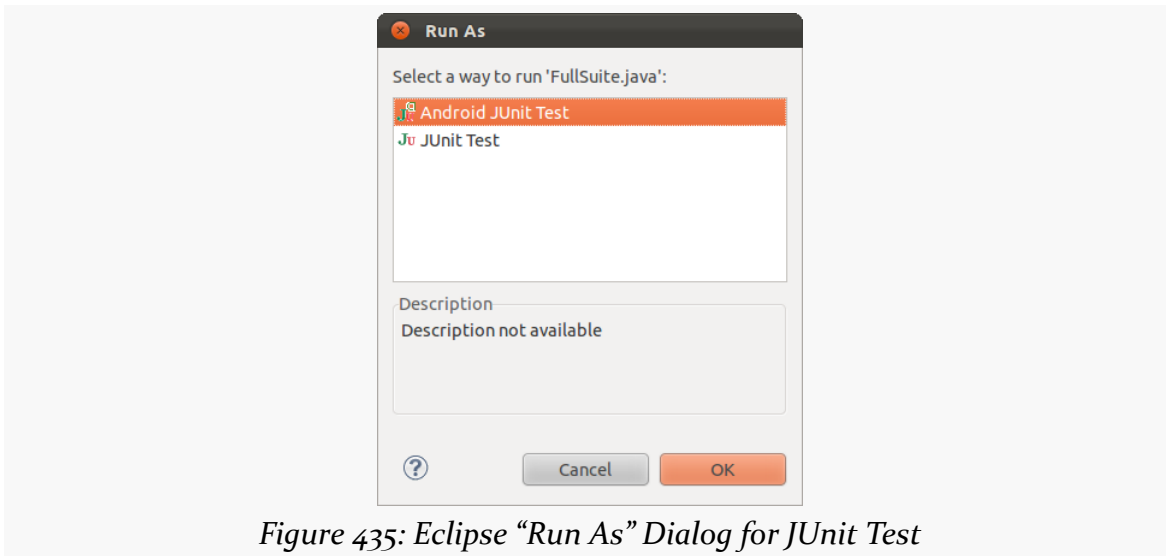 Run As
Select a way to run 'FullSuite.java':
Android JUnit Test
Ju JUnit Test
Description
Description not available
?
Cancel
OK
Figure 435: Eclipse “Run As” Dialog for JUnit Test